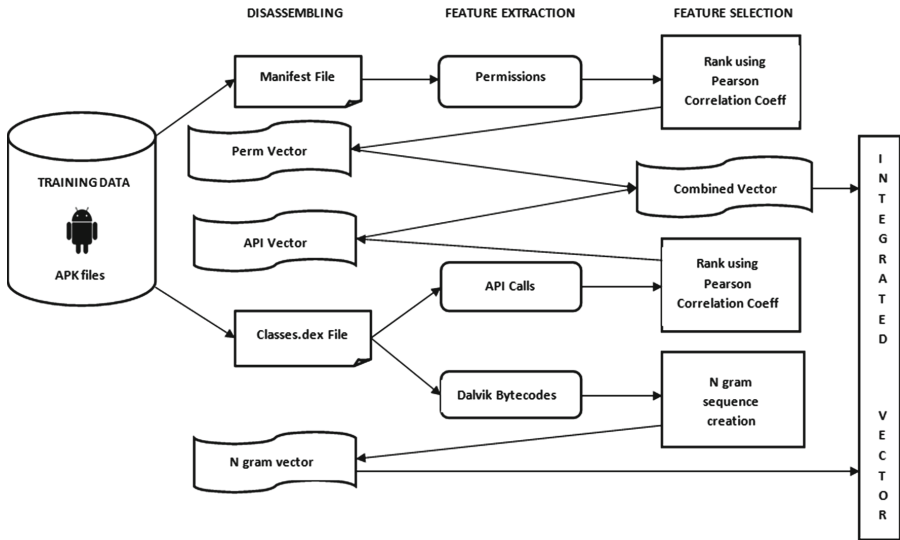 DISASSEMBLING
FEATURE EXTRACTION
FEATURE SELECTION
Manifest File
Permissions
Rank using
Pearson
Correlation Coeff
Perm Vector
TRAINING DATA
APK files
Combined Vector
API Vector
API Calls
Rank using
Pearson
Correlation Coeff
Classes.dex File
Dalvik Bytecodes
N gram
sequence
creation
N gram vector
INTEGRATED
VECTOR